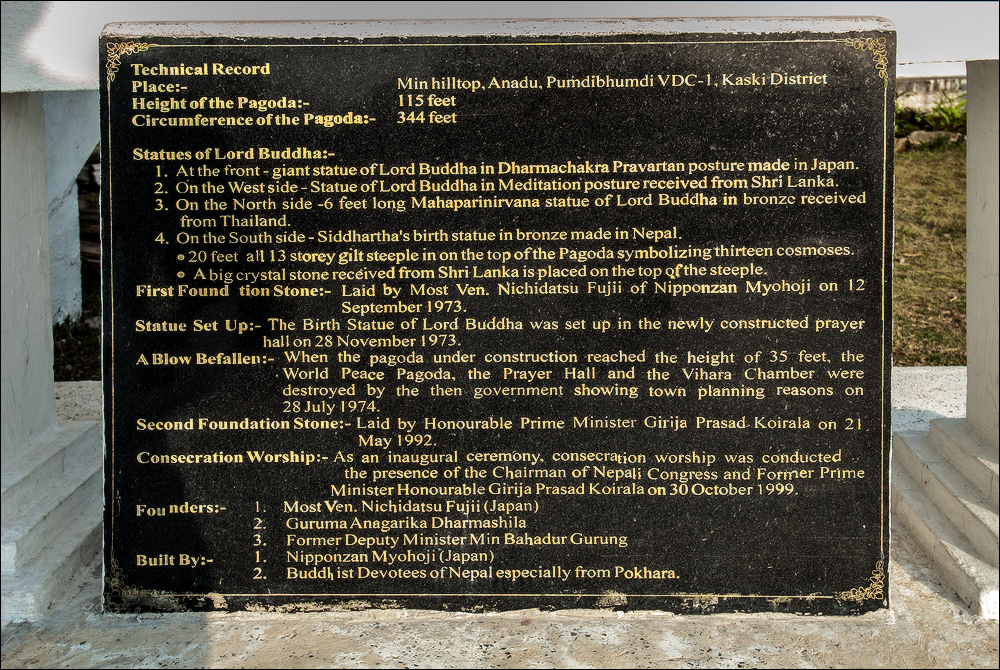 Technical Record
Place:- Min hilltop, Anadu, Pumdibhumdi VDC-1, Kaski District
Height of the Pagoda:- 115 feet
Circumference of the Pagoda:- 344 feet
Statues of Lord Buddha:-
1. At the front - giant statue of Lord Buddha in Dharmachakra Pravartan posture made in Japan.
2. On the West side - Statue of Lord Buddha in Meditation posture received from Shri Lanka.
3. On the North side -6 feet long Mahaparinirvana statue of Lord Buddha in bronze received
from Thailand.
4. On the South side - Siddhartha's birth statue in bronze made in Nepal.
• 20 feet all 13 storey gilt steeple in on the top of the Pagoda symbolizing thirteen cosmoses.
• A big crystal stone received from Shri Lanka is placed on the top of the steeple.
First Found tion Stone:- Laid by Most Ven. Nichidatsu Fujii of Nipponzan Myohoji on 12
September 1973.
Statue Set Up:- The Birth Statue of Lord Buddha was set up in the newly constructed prayer
hall on 28 November 1973.
A Blow Befallen:- When the pagoda under construction reached the height of 35 feet, the
World Peace Pagoda, the Prayer Hall and the Vihara Chamber were
destroyed by the then government showing town planning reasons on
28 July 1974.
Second Foundation Stone:- Laid by Honourable Prime Minister Girija Prasad Koirala on 21
May 1992.
Consecration Worship:- As an inaugural ceremony, consecration worship was conducted
the presence of the Chairman of Nepali Congress and Former Prime
Minister Honourable Girija Prasad Koirala on 30 October 1999.
Founders:- 1. Most Ven. Nichidatsu Fujii (Japan)
2. Guruma Anagarika Dharmashila
3. Former Deputy Minister Min Bahadur Gurung
Built By:- 1. Nipponzan Myohoji (Japan)
2. Buddhist Devotees of Nepal especially from Pokhara.